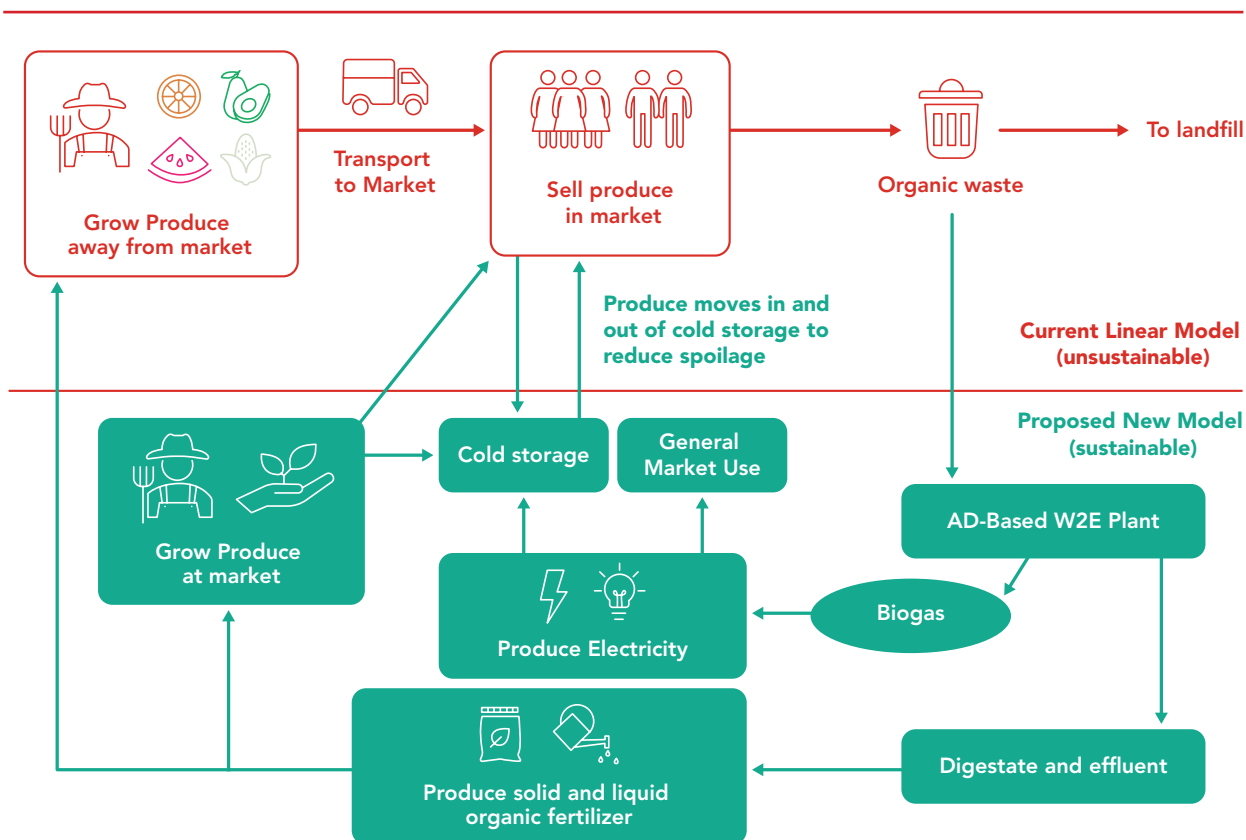 Grow Produce
away from market
Transport
to Market
Sell produce
in market
Organic waste
To landfill
Produce moves in and
out of cold storage to
reduce spoilage
Current Linear Model
(unsustainable)
Proposed New Model
(sustainable)
Grow Produce
at market
Cold storage
General
Market Use
AD-Based W2E Plant
Biogas
Produce Electricity
Digestate and effluent
Produce solid and liquid
organic fertilizer